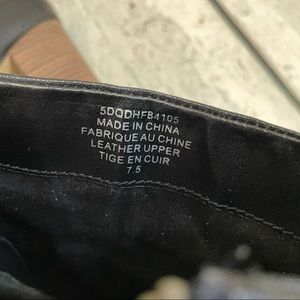 5DQDHFB4105
MADE IN CHINA
FABRIQUE AU CHINE
LEATHER UPPER
TIGE EN CUIR
7.5